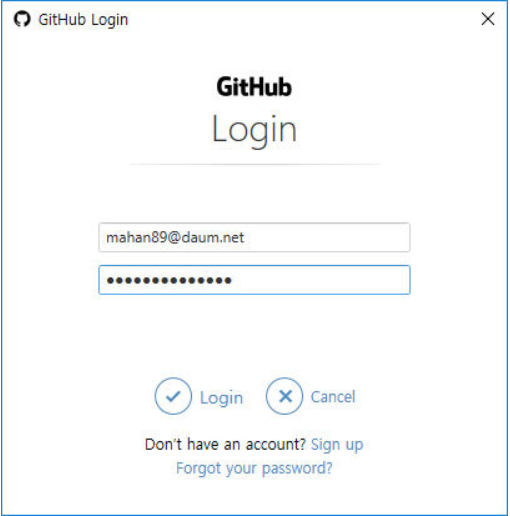 GitHub Login
GitHub
Login
mahan89@daum.net
••••••••••••••
Login Cancel
Don't have an account? Sign up
Forgot your password?